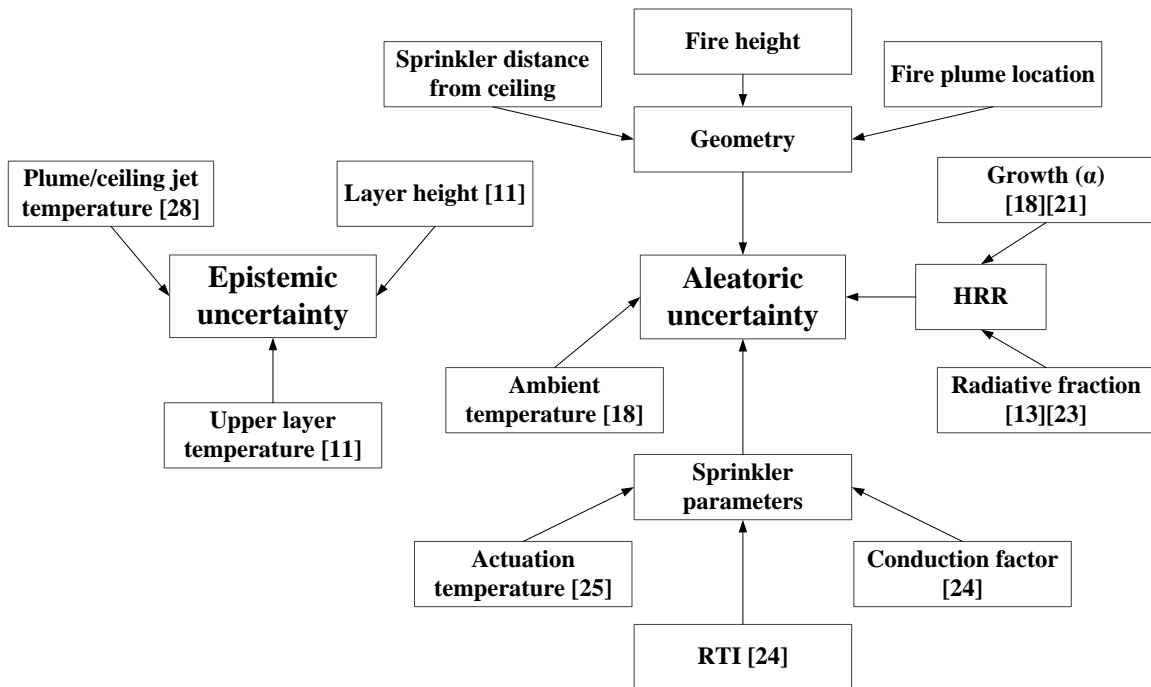 Fire height
Sprinkler distance
from ceiling
Fire plume location
Geometry
Plume/ceiling jet
temperature [28]
Layer height [11]
Growth (α)
[18][21]
Epistemic
uncertainty
Aleatoric
uncertainty
HRR
Ambient
temperature [18]
Radiative fraction
[13][23]
Upper layer
temperature [11]
Sprinkler
parameters
Actuation
temperature [25]
Conduction factor
[24]
RTI [24]